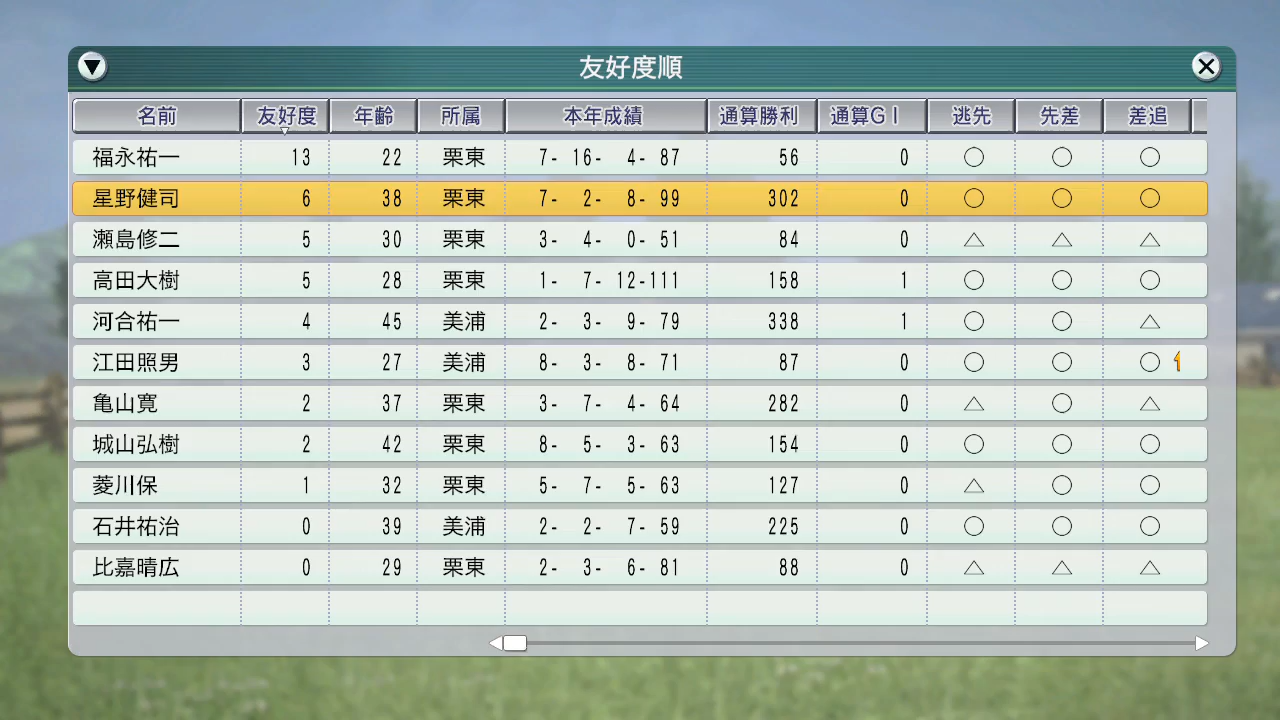 友好度順
名前 友好度 年齢 所属 本年成績 通算勝利 通算GⅠ 逃先 先差 差追
福永祐一 13 22 栗東 7- 16- 4- 87 56 0 ○ ○ ○
星野健司 6 38 栗東 7- 2- 8- 99 302 0 ○ ○ ○
瀬島修二 5 30 栗東 3- 4- 0- 51 84 0 △ △ △
高田大樹 5 28 栗東 1- 7- 12-111 158 1 ○ ○ ○
河合祐一 4 45 美浦 2- 3- 9- 79 338 1 ○ ○ △
江田照男 3 27 美浦 8- 3- 8- 71 87 0 ○ ○ ○
亀山寛 2 37 栗東 3- 7- 4- 64 282 0 △ ○ △
城山弘樹 2 42 栗東 8- 5- 3- 63 154 0 ○ ○ ○
菱川保 1 32 栗東 5- 7- 5- 63 127 0 △ ○ ○
石井祐治 0 39 美浦 2- 2- 7- 59 225 0 ○ ○ ○
比嘉晴広 0 29 栗東 2- 3- 6- 81 88 0 △ △ △